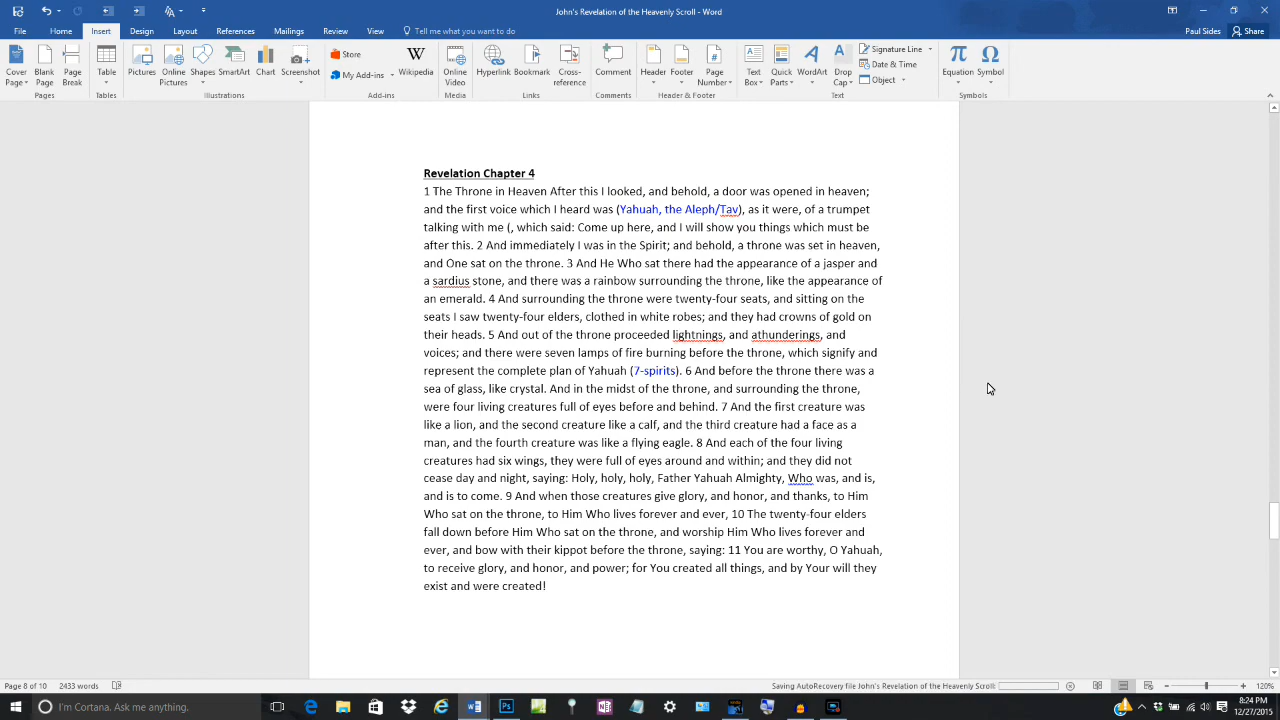 John's Revelation of the Heavenly Scroll - Word
Paul Sides
Share
File Home Insert Design Layout References Mailings Review View Tell me what you want to do
Cover Page Blank Page Page Break
Table
Pictures Online Pictures Shapes SmartArt Chart Screenshot
Store
My Add-ins
Wikipedia
Online Video
Hyperlink Bookmark Cross-reference
Comment
Header Footer Page Number
Text Box Quick Parts WordArt Drop Cap
Signature Line
Date & Time
Object
Equation Symbol
Pages Tables Illustrations Add-ins Media Links Comments Header & Footer Text Symbols
Revelation Chapter 4
1 The Throne in Heaven After this I looked, and behold, a door was opened in heaven;
and the first voice which I heard was (Yahuah, the Aleph/Tav), as it were, of a trumpet
talking with me (, which said: Come up here, and I will show you things which must be
after this. 2 And immediately I was in the Spirit; and behold, a throne was set in heaven,
and One sat on the throne. 3 And He Who sat there had the appearance of a jasper and
a sardius stone, and there was a rainbow surrounding the throne, like the appearance of
an emerald. 4 And surrounding the throne were twenty-four seats, and sitting on the
seats I saw twenty-four elders, clothed in white robes; and they had crowns of gold on
their heads. 5 And out of the throne proceeded lightnings, and athunderings, and
voices; and there were seven lamps of fire burning before the throne, which signify and
represent the complete plan of Yahuah (7-spirits). 6 And before the throne there was a
sea of glass, like crystal. And in the midst of the throne, and surrounding the throne,
were four living creatures full of eyes before and behind. 7 And the first creature was
like a lion, and the second creature like a calf, and the third creature had a face as a
man, and the fourth creature was like a flying eagle. 8 And each of the four living
creatures had six wings, they were full of eyes around and within; and they did not
cease day and night, saying: Holy, holy, holy, Father Yahuah Almighty, Who was, and is,
and is to come. 9 And when those creatures give glory, and honor, and thanks, to Him
Who sat on the throne, to Him Who lives forever and ever, 10 The twenty-four elders
fall down before Him Who sat on the throne, and worship Him Who lives forever and
ever, and bow with their kippot before the throne, saying: 11 You are worthy, O Yahuah,
to receive glory, and honor, and power; for You created all things, and by Your will they
exist and were created!
Page 8 of 10 2433 words
Saving AutoRecovery file John's Revelation of the Heavenly Scroll:
120%
I'm Cortana. Ask me anything.
8:24 PM
12/27/2015